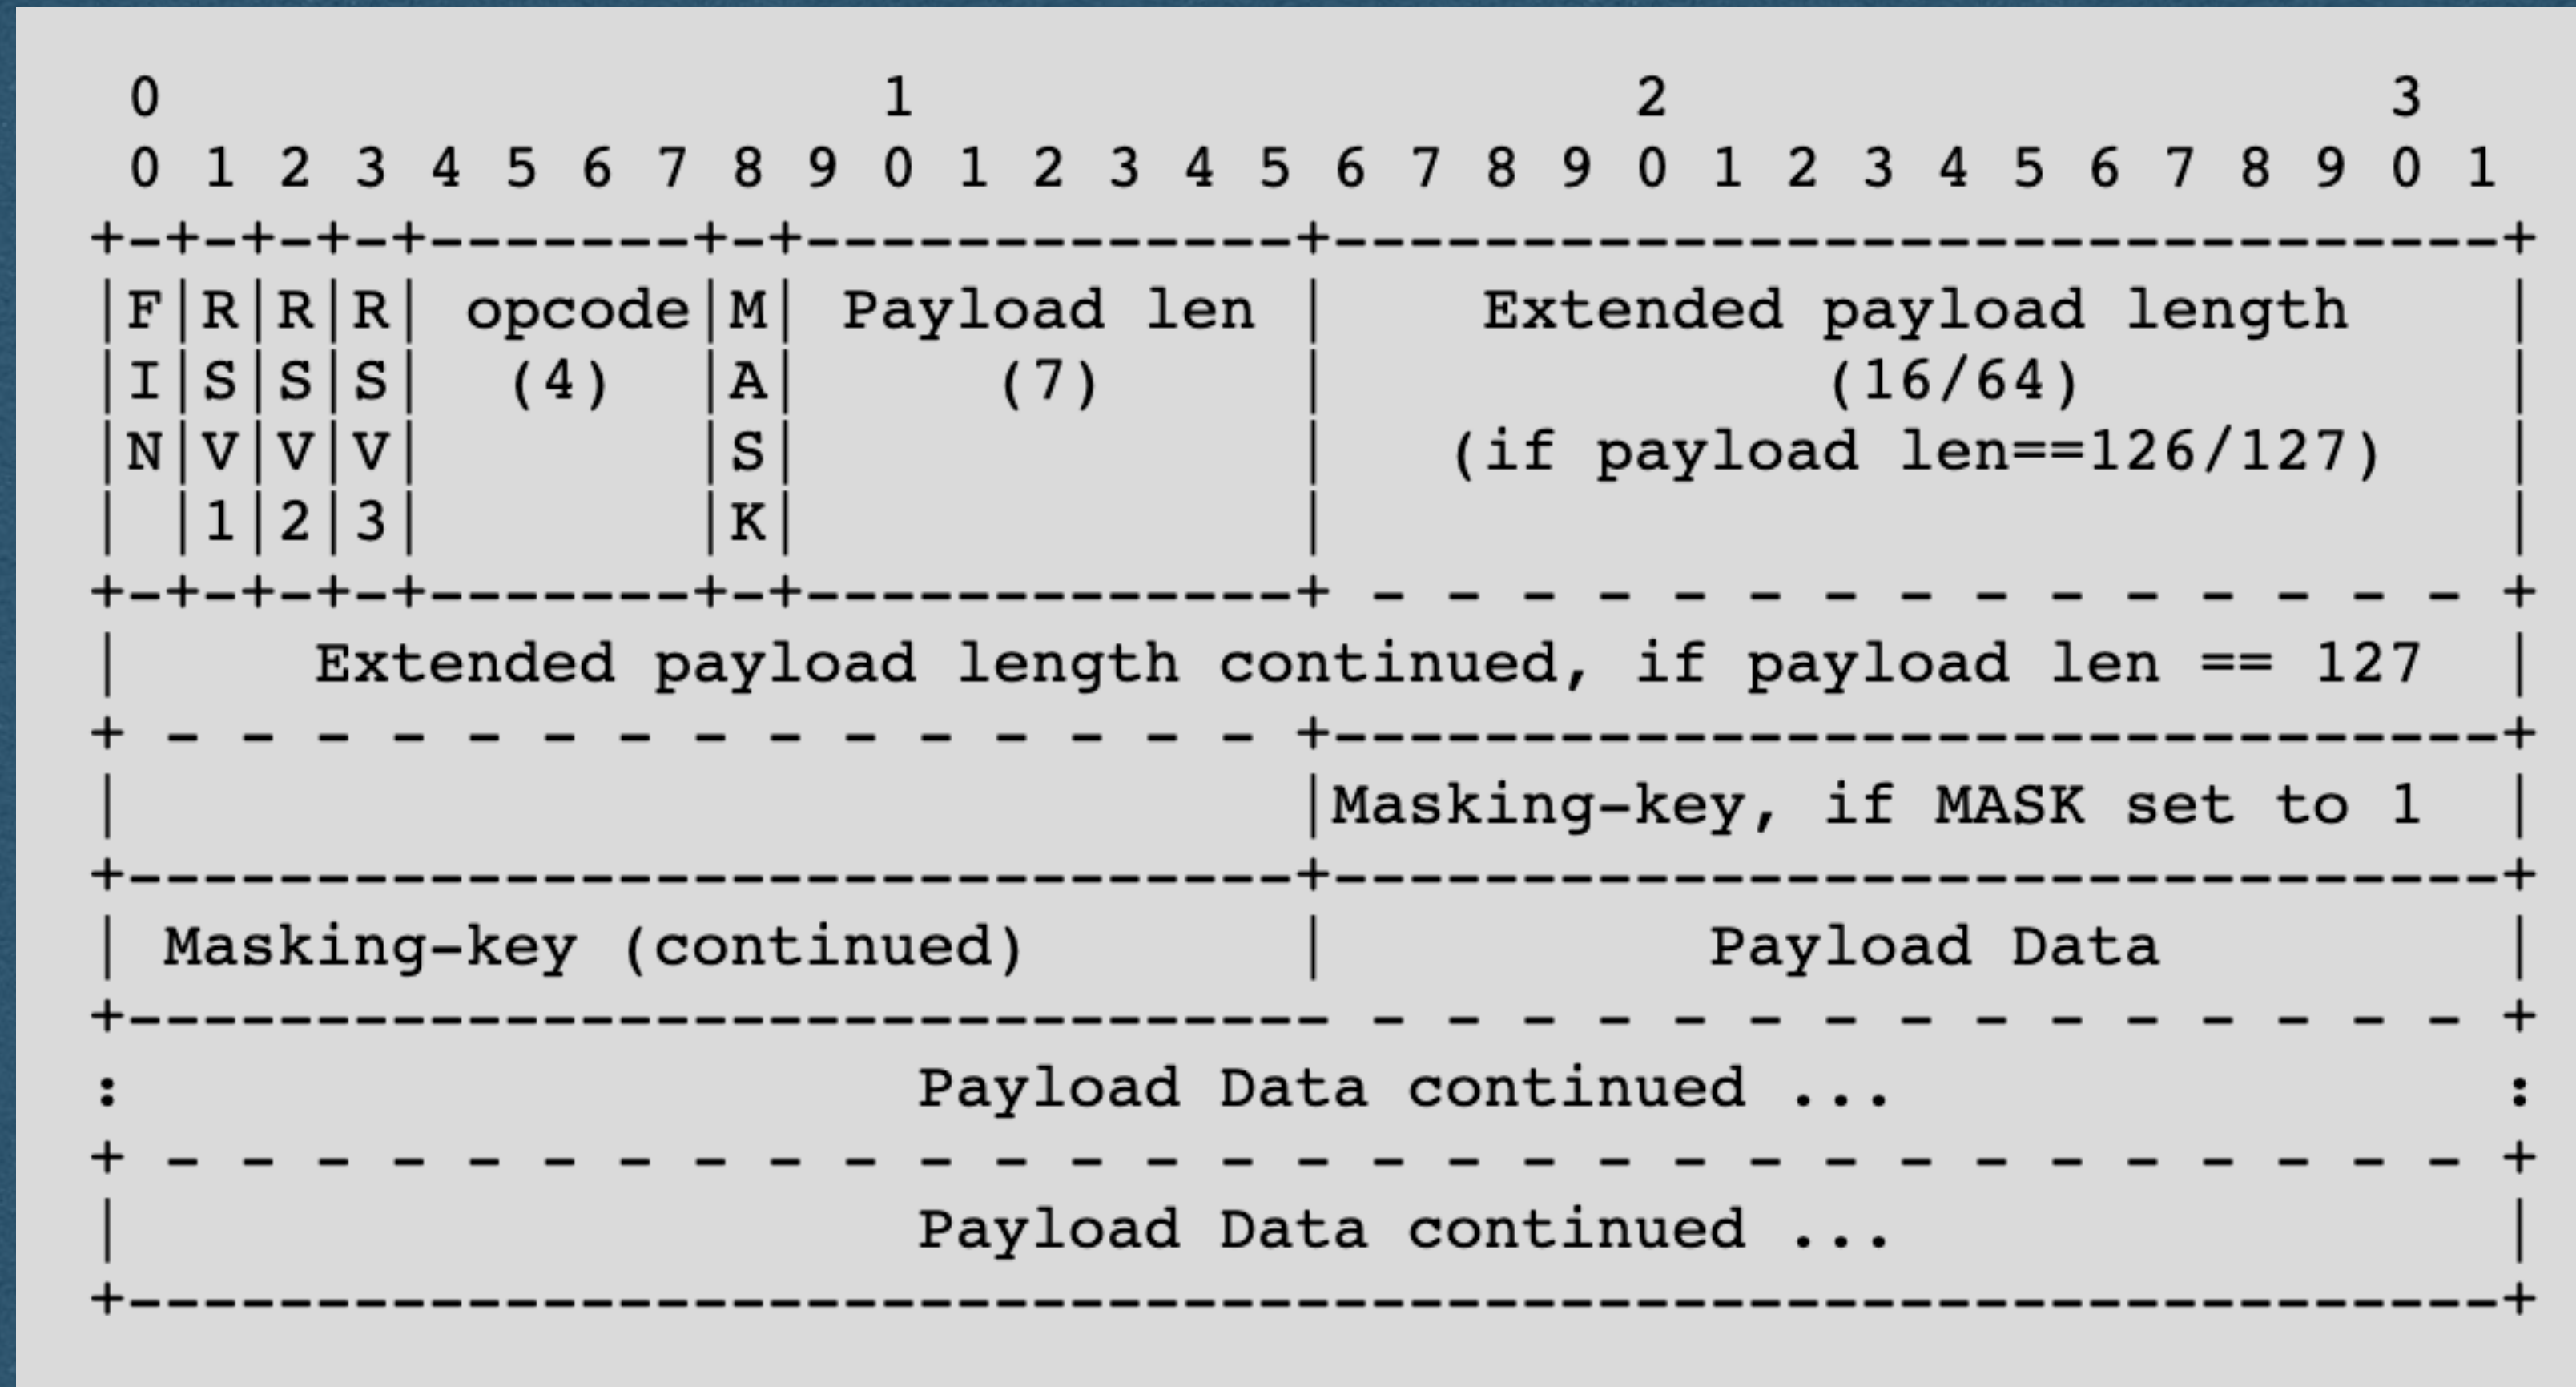 0                   1                   2                   3
  0 1 2 3 4 5 6 7 8 9 0 1 2 3 4 5 6 7 8 9 0 1 2 3 4 5 6 7 8 9 0 1
 +-+-+-+-+-------+-+-------------+-------------------------------+
 |F|R|R|R| opcode|M| Payload len |    Extended payload length    |
 |I|S|S|S|  (4)  |A|     (7)     |             (16/64)           |
 |N|V|V|V|       |S|             |   (if payload len==126/127)   |
 | |1|2|3|       |K|             |                               |
 +-+-+-+-+-------+-+-------------+ - - - - - - - - - - - - - - - +
 |     Extended payload length continued, if payload len == 127  |
 + - - - - - - - - - - - - - - - +-------------------------------+
 |                               |Masking-key, if MASK set to 1  |
 +-------------------------------+-------------------------------+
 | Masking-key (continued)       |          Payload Data         |
 +-------------------------------- - - - - - - - - - - - - - - - +
 :                     Payload Data continued ...                :
 + - - - - - - - - - - - - - - - - - - - - - - - - - - - - - - - +
 |                     Payload Data continued ...                |
 +---------------------------------------------------------------+